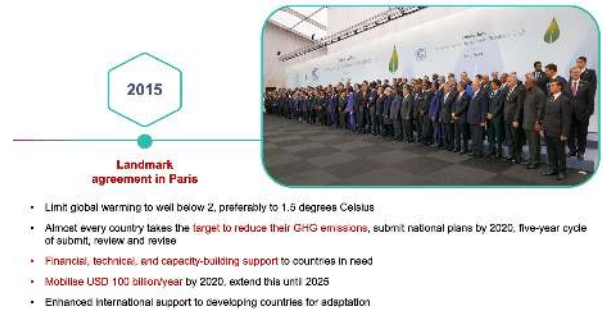 2015
Landmark
agreement in Paris
• Limit global warming to well below 2, preferably to 1.5 degrees Celsius
• Almost every country takes the target to reduce their GHG emissions, submit national plans by 2020, five-year cycle
of submit, review and revise
• Financial, technical, and capacity-building support to countries in need
• Mobilise USD 100 billion/year by 2020, extend this until 2025
• Enhanced international support to developing countries for adaptation